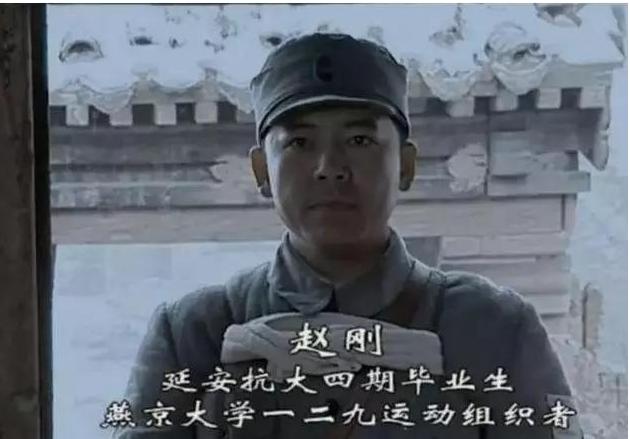 赵刚
延安抗大四期毕业生
燕京大学一二九运动组织者